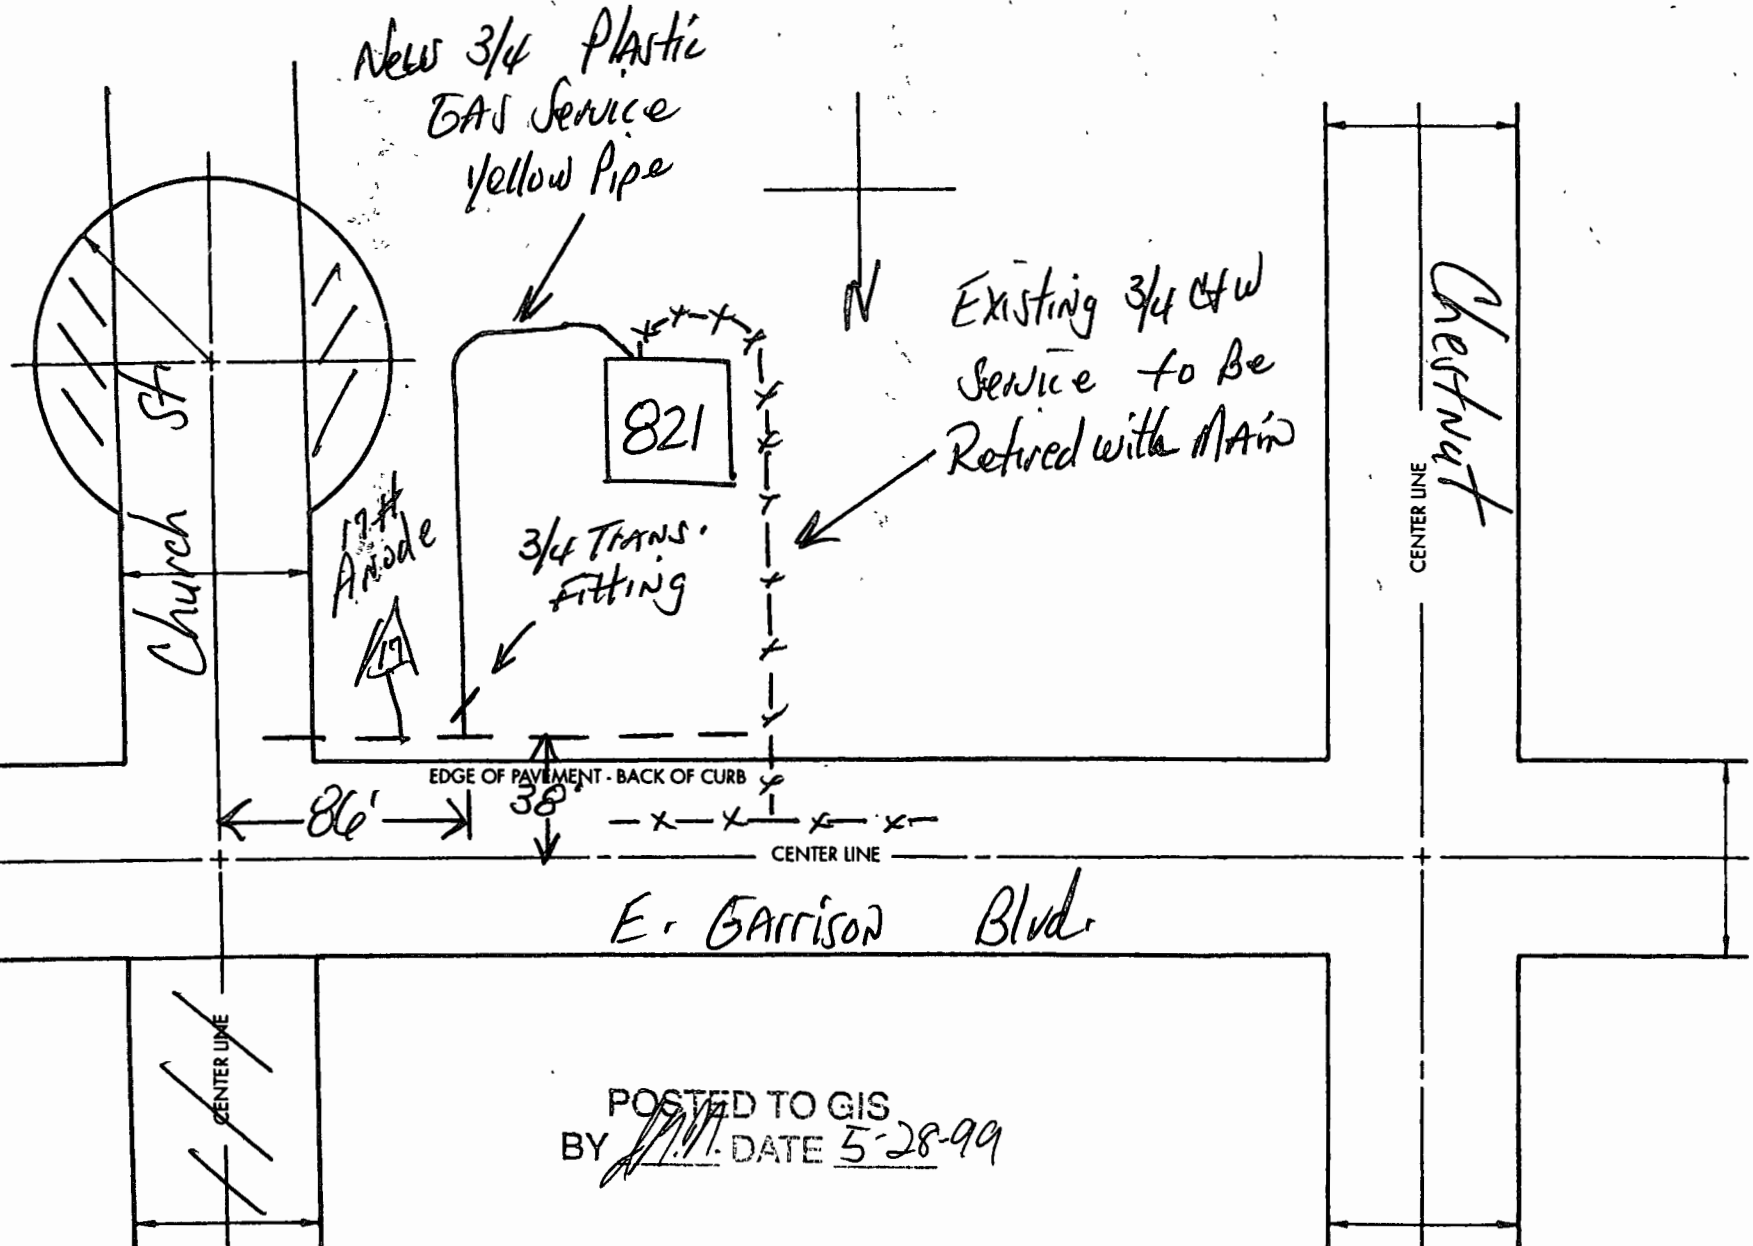 New 3/4 Plastic
GAS Service
Yellow Pipe
N
Existing 3/4 C+W
Service to Be
Retired with MAin
Chestnut
CENTER LINE
821
Church St
17#
Anode
17
3/4 TrANS.
Fitting
EDGE OF PAVEMENT - BACK OF CURB
86'
38'
CENTER LINE
E. GArrison Blvd.
CENTER LINE
POSTED TO GIS
BY DATE 5-28-99